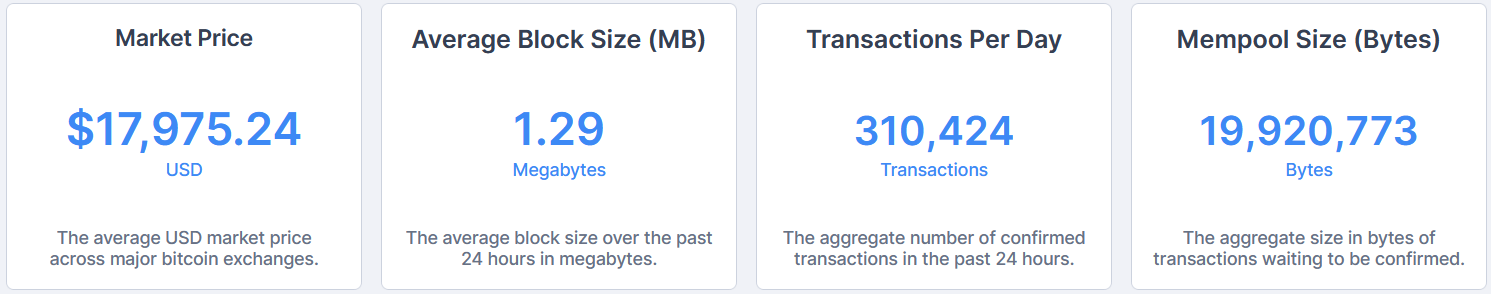 Market Price
$17,975.24
USD
The average USD market price
across major bitcoin exchanges.
Average Block Size (MB)
1.29
Megabytes
The average block size over the past
24 hours in megabytes.
Transactions Per Day
310,424
Transactions
The aggregate number of confirmed
transactions in the past 24 hours.
Mempool Size (Bytes)
19,920,773
Bytes
The aggregate size in bytes of
transactions waiting to be confirmed.